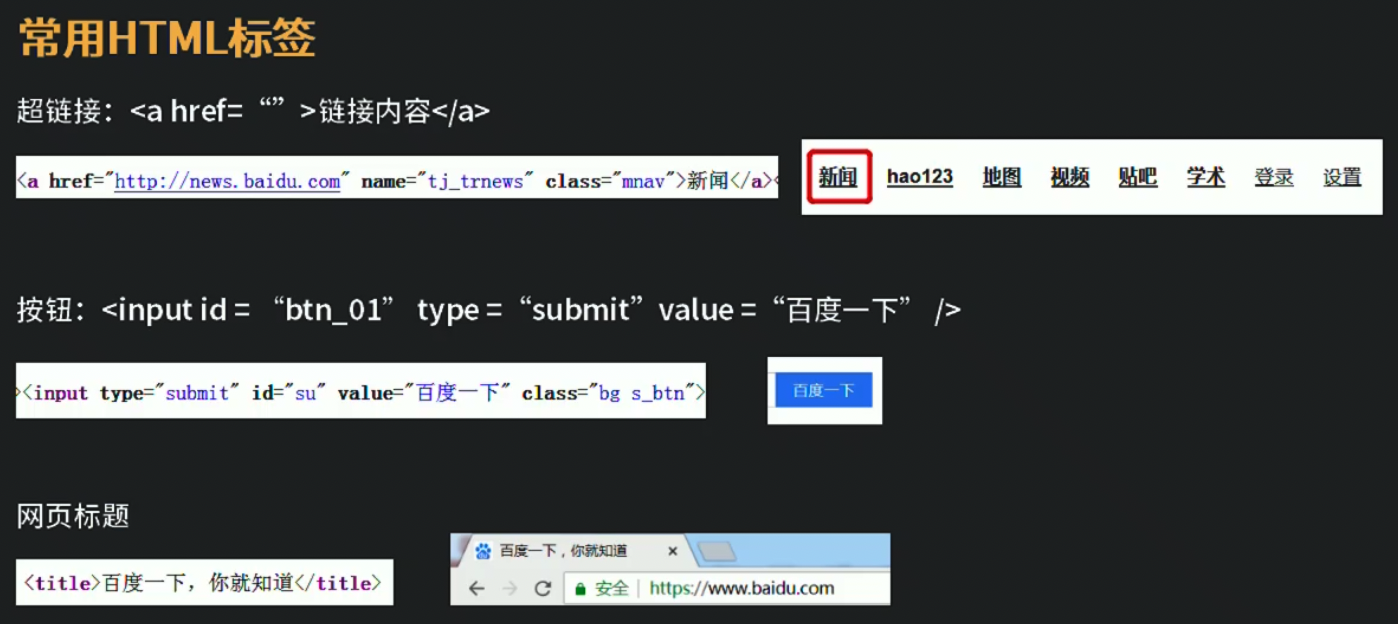 常用HTML标签
超链接：<a href=“”>链接内容</a>
<a href="http://news.baidu.com" name="tj_trnews" class="mnav">新闻</a><
新闻 hao123 地图 视频 贴吧 学术 登录 设置
按钮：<input id = “btn_01” type =“submit” value =“百度一下” />
><input type="submit" id="su" value="百度一下" class="bg s_btn">
百度一下
网页标题
<title>百度一下，你就知道</title>
百度一下，你就知道 ×
安全 | https://www.baidu.com